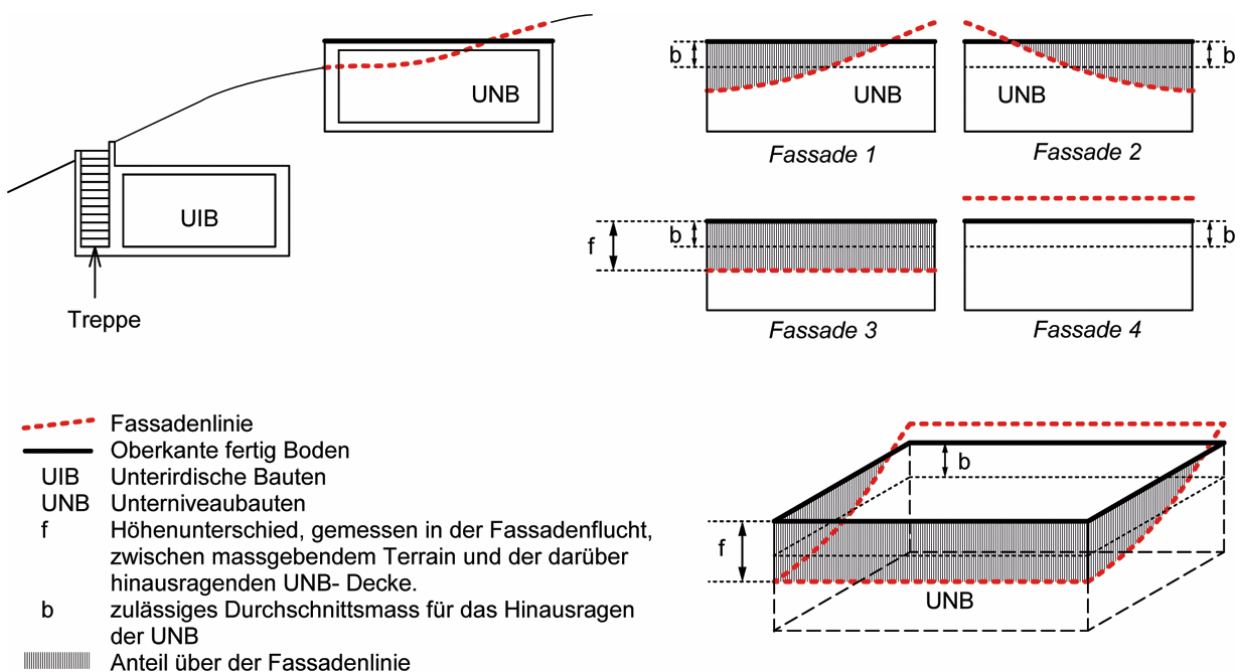 UNB
UIB
Treppe
b
UNB
Fassade 1
UNB
b
Fassade 2
f
b
Fassade 3
b
Fassade 4
Fassadenlinie
Oberkante fertig Boden
UIB Unterirdische Bauten
UNB Unterniveaubauten
f Höhenunterschied, gemessen in der Fassadenflucht,
zwischen massgebendem Terrain und der darüber
hinausragenden UNB- Decke.
b zulässiges Durchschnittsmass für das Hinausragen
der UNB
Anteil über der Fassadenlinie
b
f
UNB